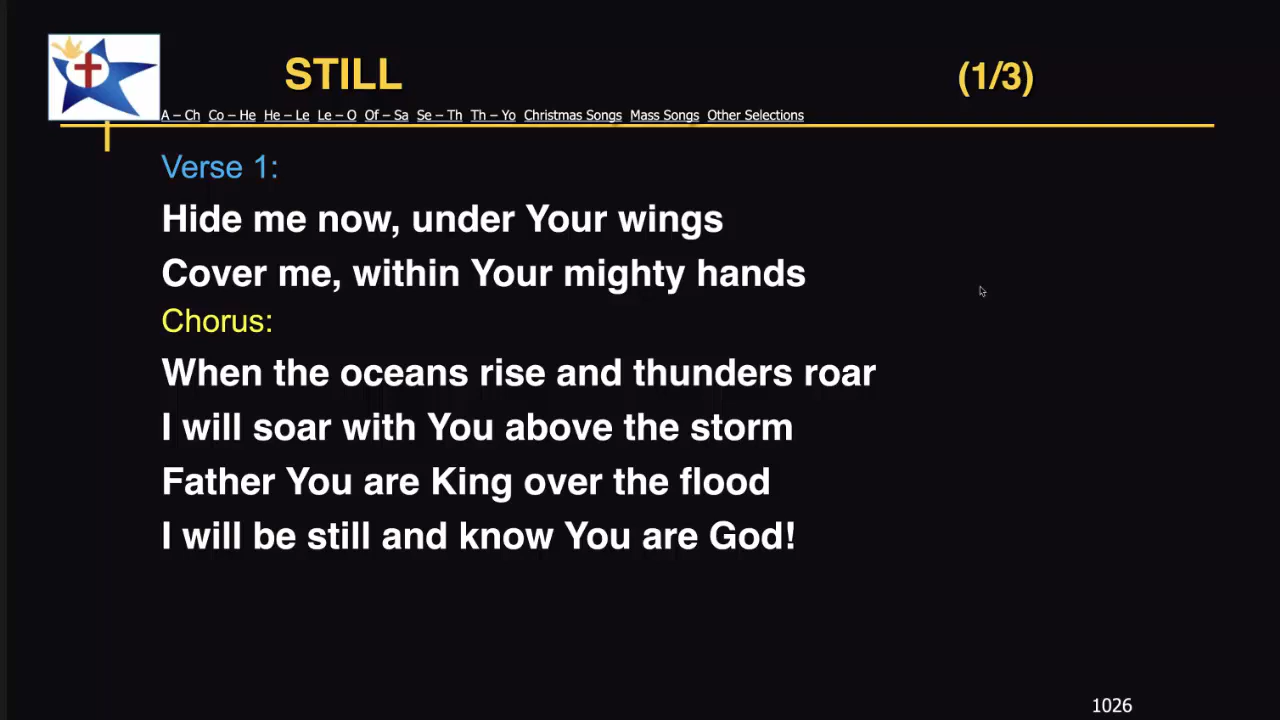 STILL (1/3)
A – Ch Co – He He – Le Le – O Of – Sa Se – Th Th – Yo Christmas Songs Mass Songs Other Selections
Verse 1:
Hide me now, under Your wings
Cover me, within Your mighty hands
Chorus:
When the oceans rise and thunders roar
I will soar with You above the storm
Father You are King over the flood
I will be still and know You are God!
1026